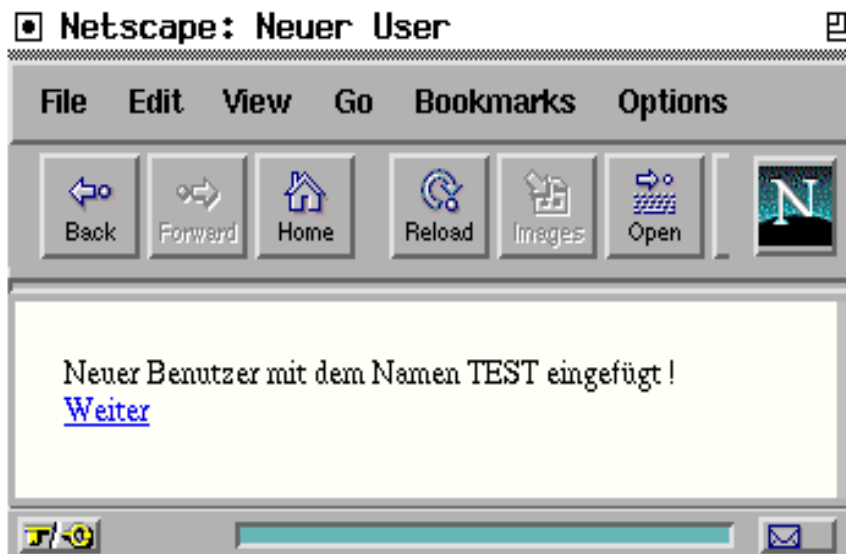 Netscape: Neuer User
File Edit View Go Bookmarks Options
Back Forward Home Reload Images Open
N
Neuer Benutzer mit dem Namen TEST eingefügt !
Weiter